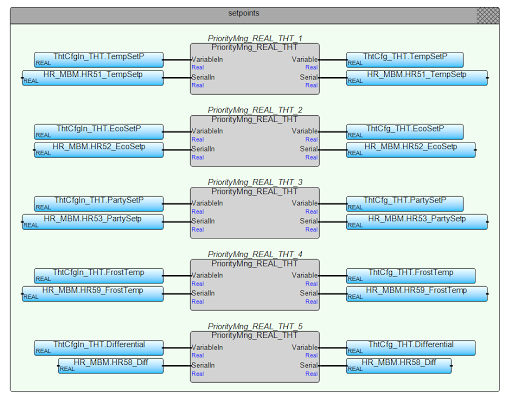 setpoints
PriorityMng_REAL_THT_1
PriorityMng_REAL_THT
ThtCfgIn_THT.TempSetP
REAL
VariableIn
Real
Variable
Real
ThtCfg_THT.TempSetP
REAL
HR_MBM.HR51_TempSetp
REAL
SerialIn
Real
Serial
Real
HR_MBM.HR51_TempSetp
REAL
PriorityMng_REAL_THT_2
PriorityMng_REAL_THT
ThtCfgIn_THT.EcoSetP
REAL
VariableIn
Real
Variable
Real
ThtCfg_THT.EcoSetP
REAL
HR_MBM.HR52_EcoSetp
REAL
SerialIn
Real
Serial
Real
HR_MBM.HR52_EcoSetp
REAL
PriorityMng_REAL_THT_3
PriorityMng_REAL_THT
ThtCfgIn_THT.PartySetP
REAL
VariableIn
Real
Variable
Real
ThtCfg_THT.PartySetP
REAL
HR_MBM.HR53_PartySetp
REAL
SerialIn
Real
Serial
Real
HR_MBM.HR53_PartySetp
REAL
PriorityMng_REAL_THT_4
PriorityMng_REAL_THT
ThtCfgIn_THT.FrostTemp
REAL
VariableIn
Real
Variable
Real
ThtCfg_THT.FrostTemp
REAL
HR_MBM.HR59_FrostTemp
REAL
SerialIn
Real
Serial
Real
HR_MBM.HR59_FrostTemp
REAL
PriorityMng_REAL_THT_5
PriorityMng_REAL_THT
ThtCfgIn_THT.Differential
REAL
VariableIn
Real
Variable
Real
ThtCfg_THT.Differential
REAL
HR_MBM.HR58_Diff
REAL
SerialIn
Real
Serial
Real
HR_MBM.HR58_Diff
REAL